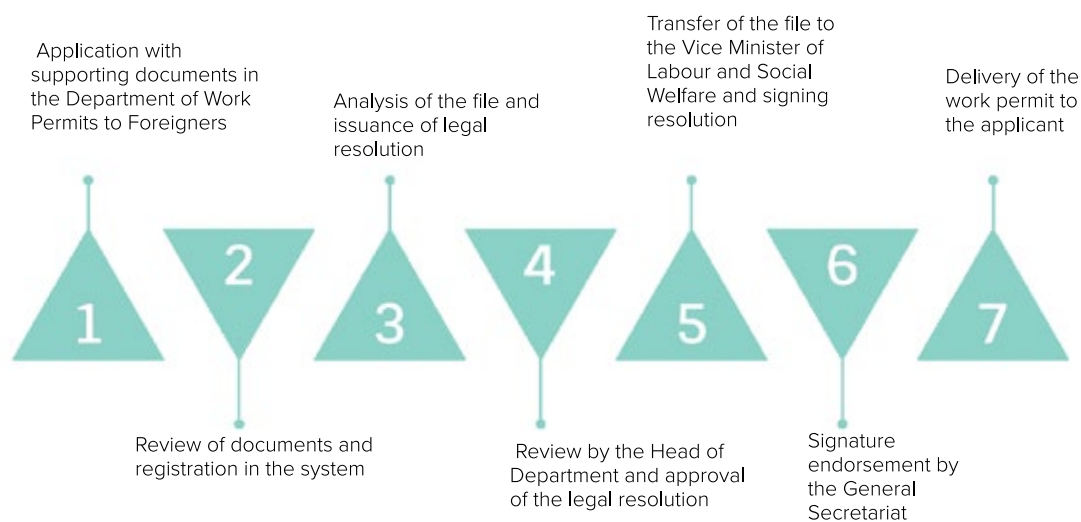 Application with
supporting documents in
the Department of Work
Permits to Foreigners
1
2
Review of documents and
registration in the system
Analysis of the file and
issuance of legal
resolution
3
4
Review by the Head of
Department and approval
of the legal resolution
Transfer of the file to
the Vice Minister of
Labour and Social
Welfare and signing
resolution
5
6
Signature
endorsement by
the General
Secretariat
Delivery of the
work permit to
the applicant
7